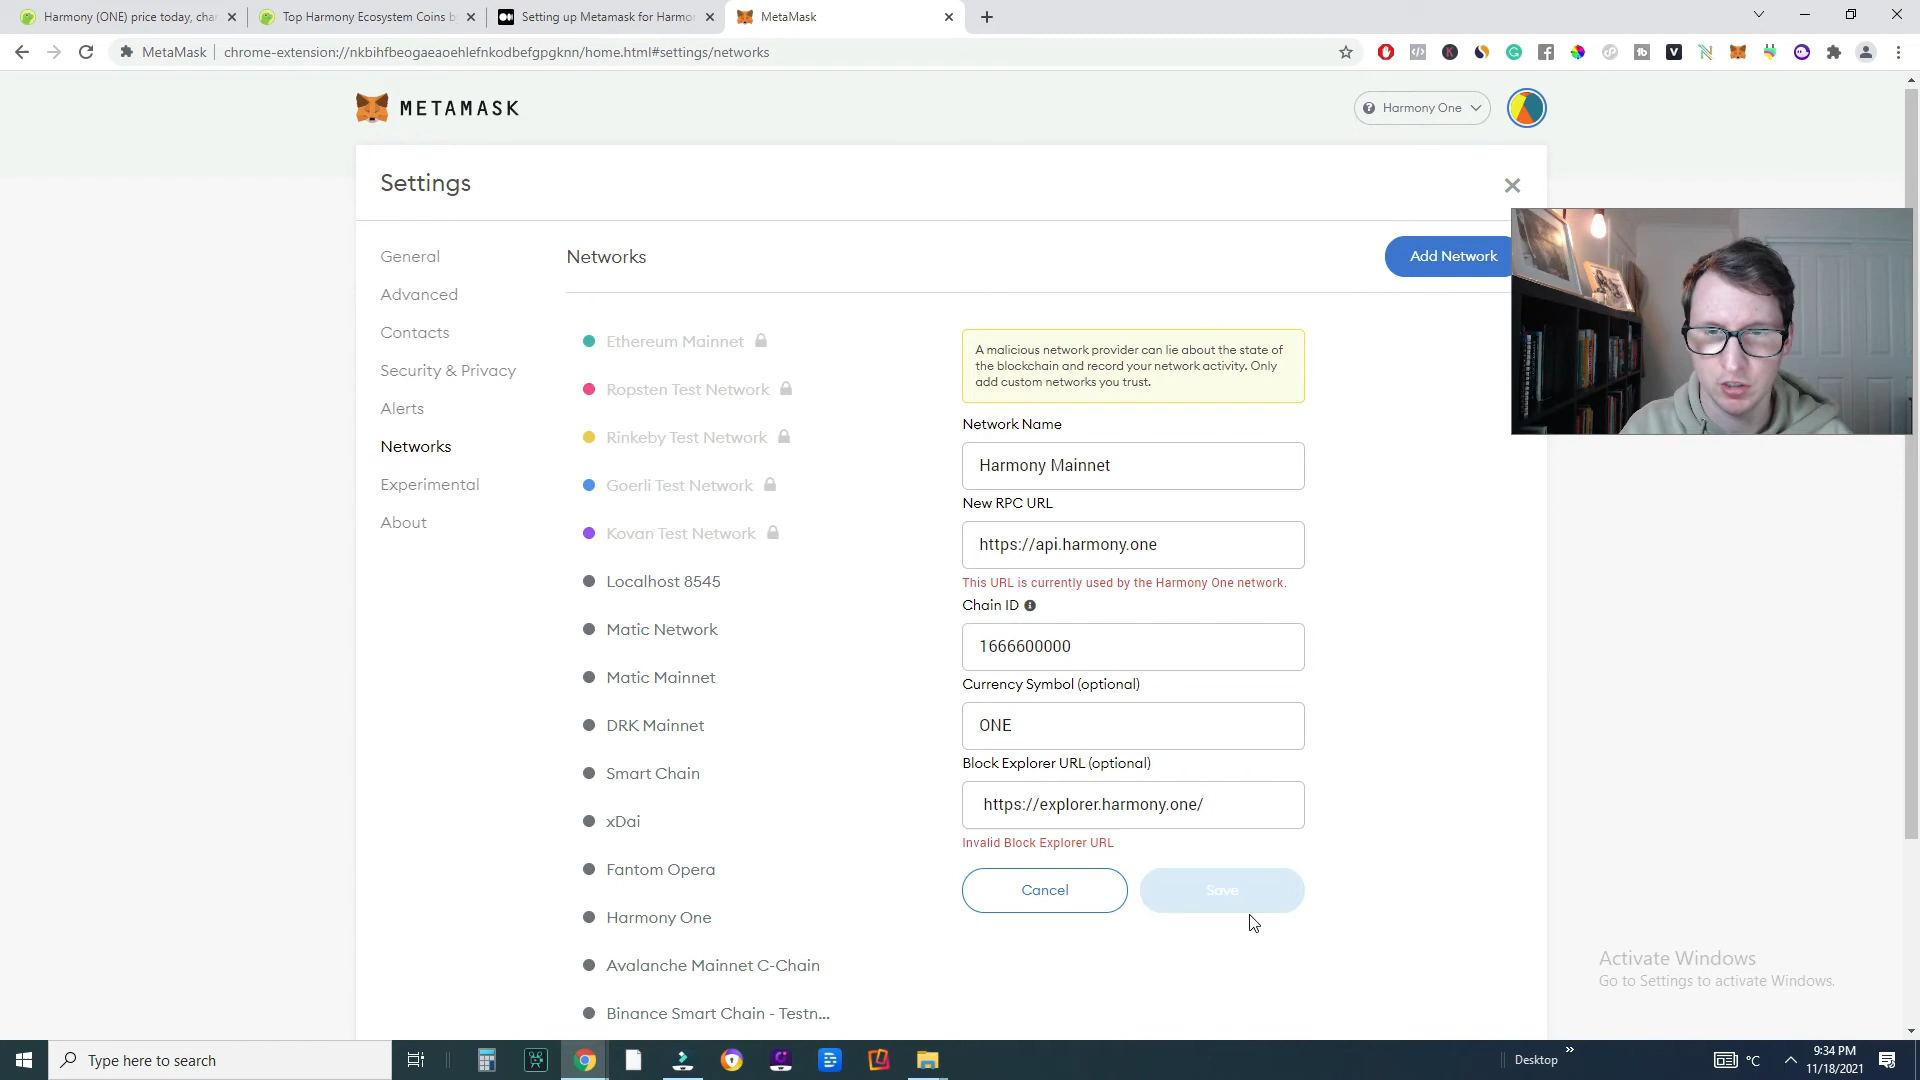 Harmony (ONE) price today, cha
Top Harmony Ecosystem Coins b
Setting up Metamask for Harmo
MetaMask
MetaMask
chrome-extension://nkbihfbeogaeaoehlefnkodbefgpgknn/home.html#settings/networks
METAMASK
Harmony One
Settings
General
Advanced
Contacts
Security & Privacy
Alerts
Networks
Experimental
About
Networks
Add Network
Ethereum Mainnet
Ropsten Test Network
Rinkeby Test Network
Goerli Test Network
Kovan Test Network
Localhost 8545
Matic Network
Matic Mainnet
DRK Mainnet
Smart Chain
xDai
Fantom Opera
Harmony One
Avalanche Mainnet C-Chain
Binance Smart Chain - Testn...
A malicious network provider can lie about the state of
the blockchain and record your network activity. Only
add custom networks you trust.
Network Name
Harmony Mainnet
New RPC URL
https://api.harmony.one
This URL is currently used by the Harmony One network.
Chain ID
1666600000
Currency Symbol (optional)
ONE
Block Explorer URL (optional)
https://explorer.harmony.one/
Invalid Block Explorer URL
Cancel
Save
Activate Windows
Go to Settings to activate Windows.
Type here to search
Desktop
°C
9:34 PM
11/18/2021